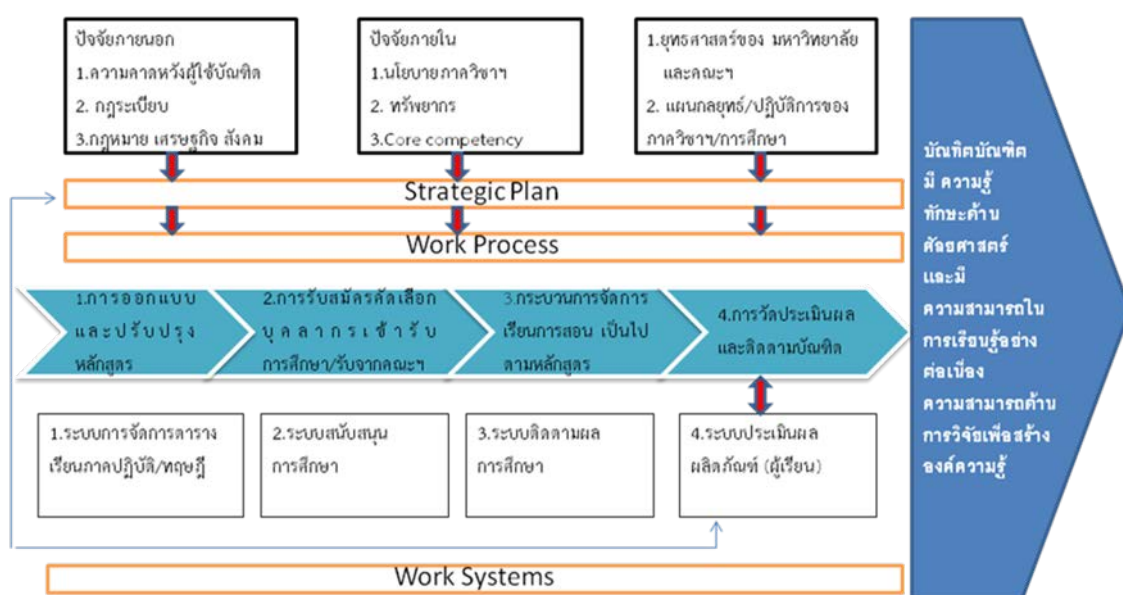 ปัจจัยภายนอก
1.ความคาดหวังผู้ใช้บัณฑิต
2. กฎระเบียบ
3.กฎหมาย เศรษฐกิจ สังคม
ปัจจัยภายใน
1.นโยบายภาควิชาฯ
2. ทรัพยากร
3.Core competency
1.ยุทธศาสตร์ของ มหาวิทยาลัย
และคณะฯ
2. แผนกลยุทธ์/ปฏิบัติการของ
ภาควิชาฯ/การศึกษา
Strategic Plan
Work Process
1.การออกแบบ
และปรับปรุง
หลักสูตร
2.การรับสมัครคัดเลือก
บุคลากรเข้ารับ
การศึกษา/รับจากคณะฯ
3.กระบวนการจัดการ
เรียนการสอน เป็นไป
ตามหลักสูตร
4.การวัดประเมินผล
และติดตามบัณฑิต
1.ระบบการจัดการตาราง
เรียนภาคปฏิบัติ/ทฤษฎี
2.ระบบสนับสนุน
การศึกษา
3.ระบบติดตามผล
การศึกษา
4.ระบบประเมินผล
ผลิตภัณฑ์ (ผู้เรียน)
Work Systems
บัณฑิตบัณฑิต
มี ความรู้
ทักษะด้าน
ศัลยศาสตร์
และมี
ความสามารถใน
การเรียนรู้อย่าง
ต่อเนื่อง
ความสามารถด้าน
การวิจัยเพื่อสร้าง
องค์ความรู้